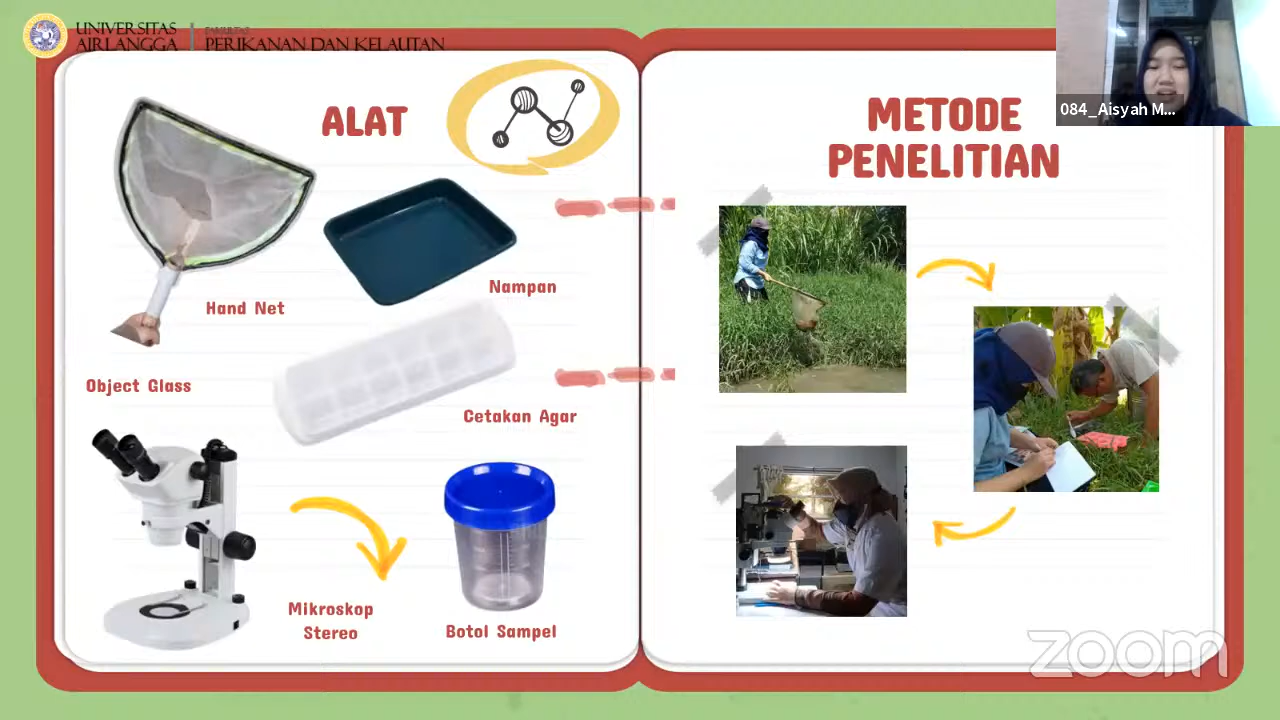 UNIVERSITAS
AIRLANGGA
FAKULTAS
PERIKANAN DAN KELAUTAN
084_Aisyah M...
ALAT
Hand Net
Nampan
Object Glass
Cetakan Agar
Mikroskop
Stereo
Botol Sampel
METODE
PENELITIAN
zoom